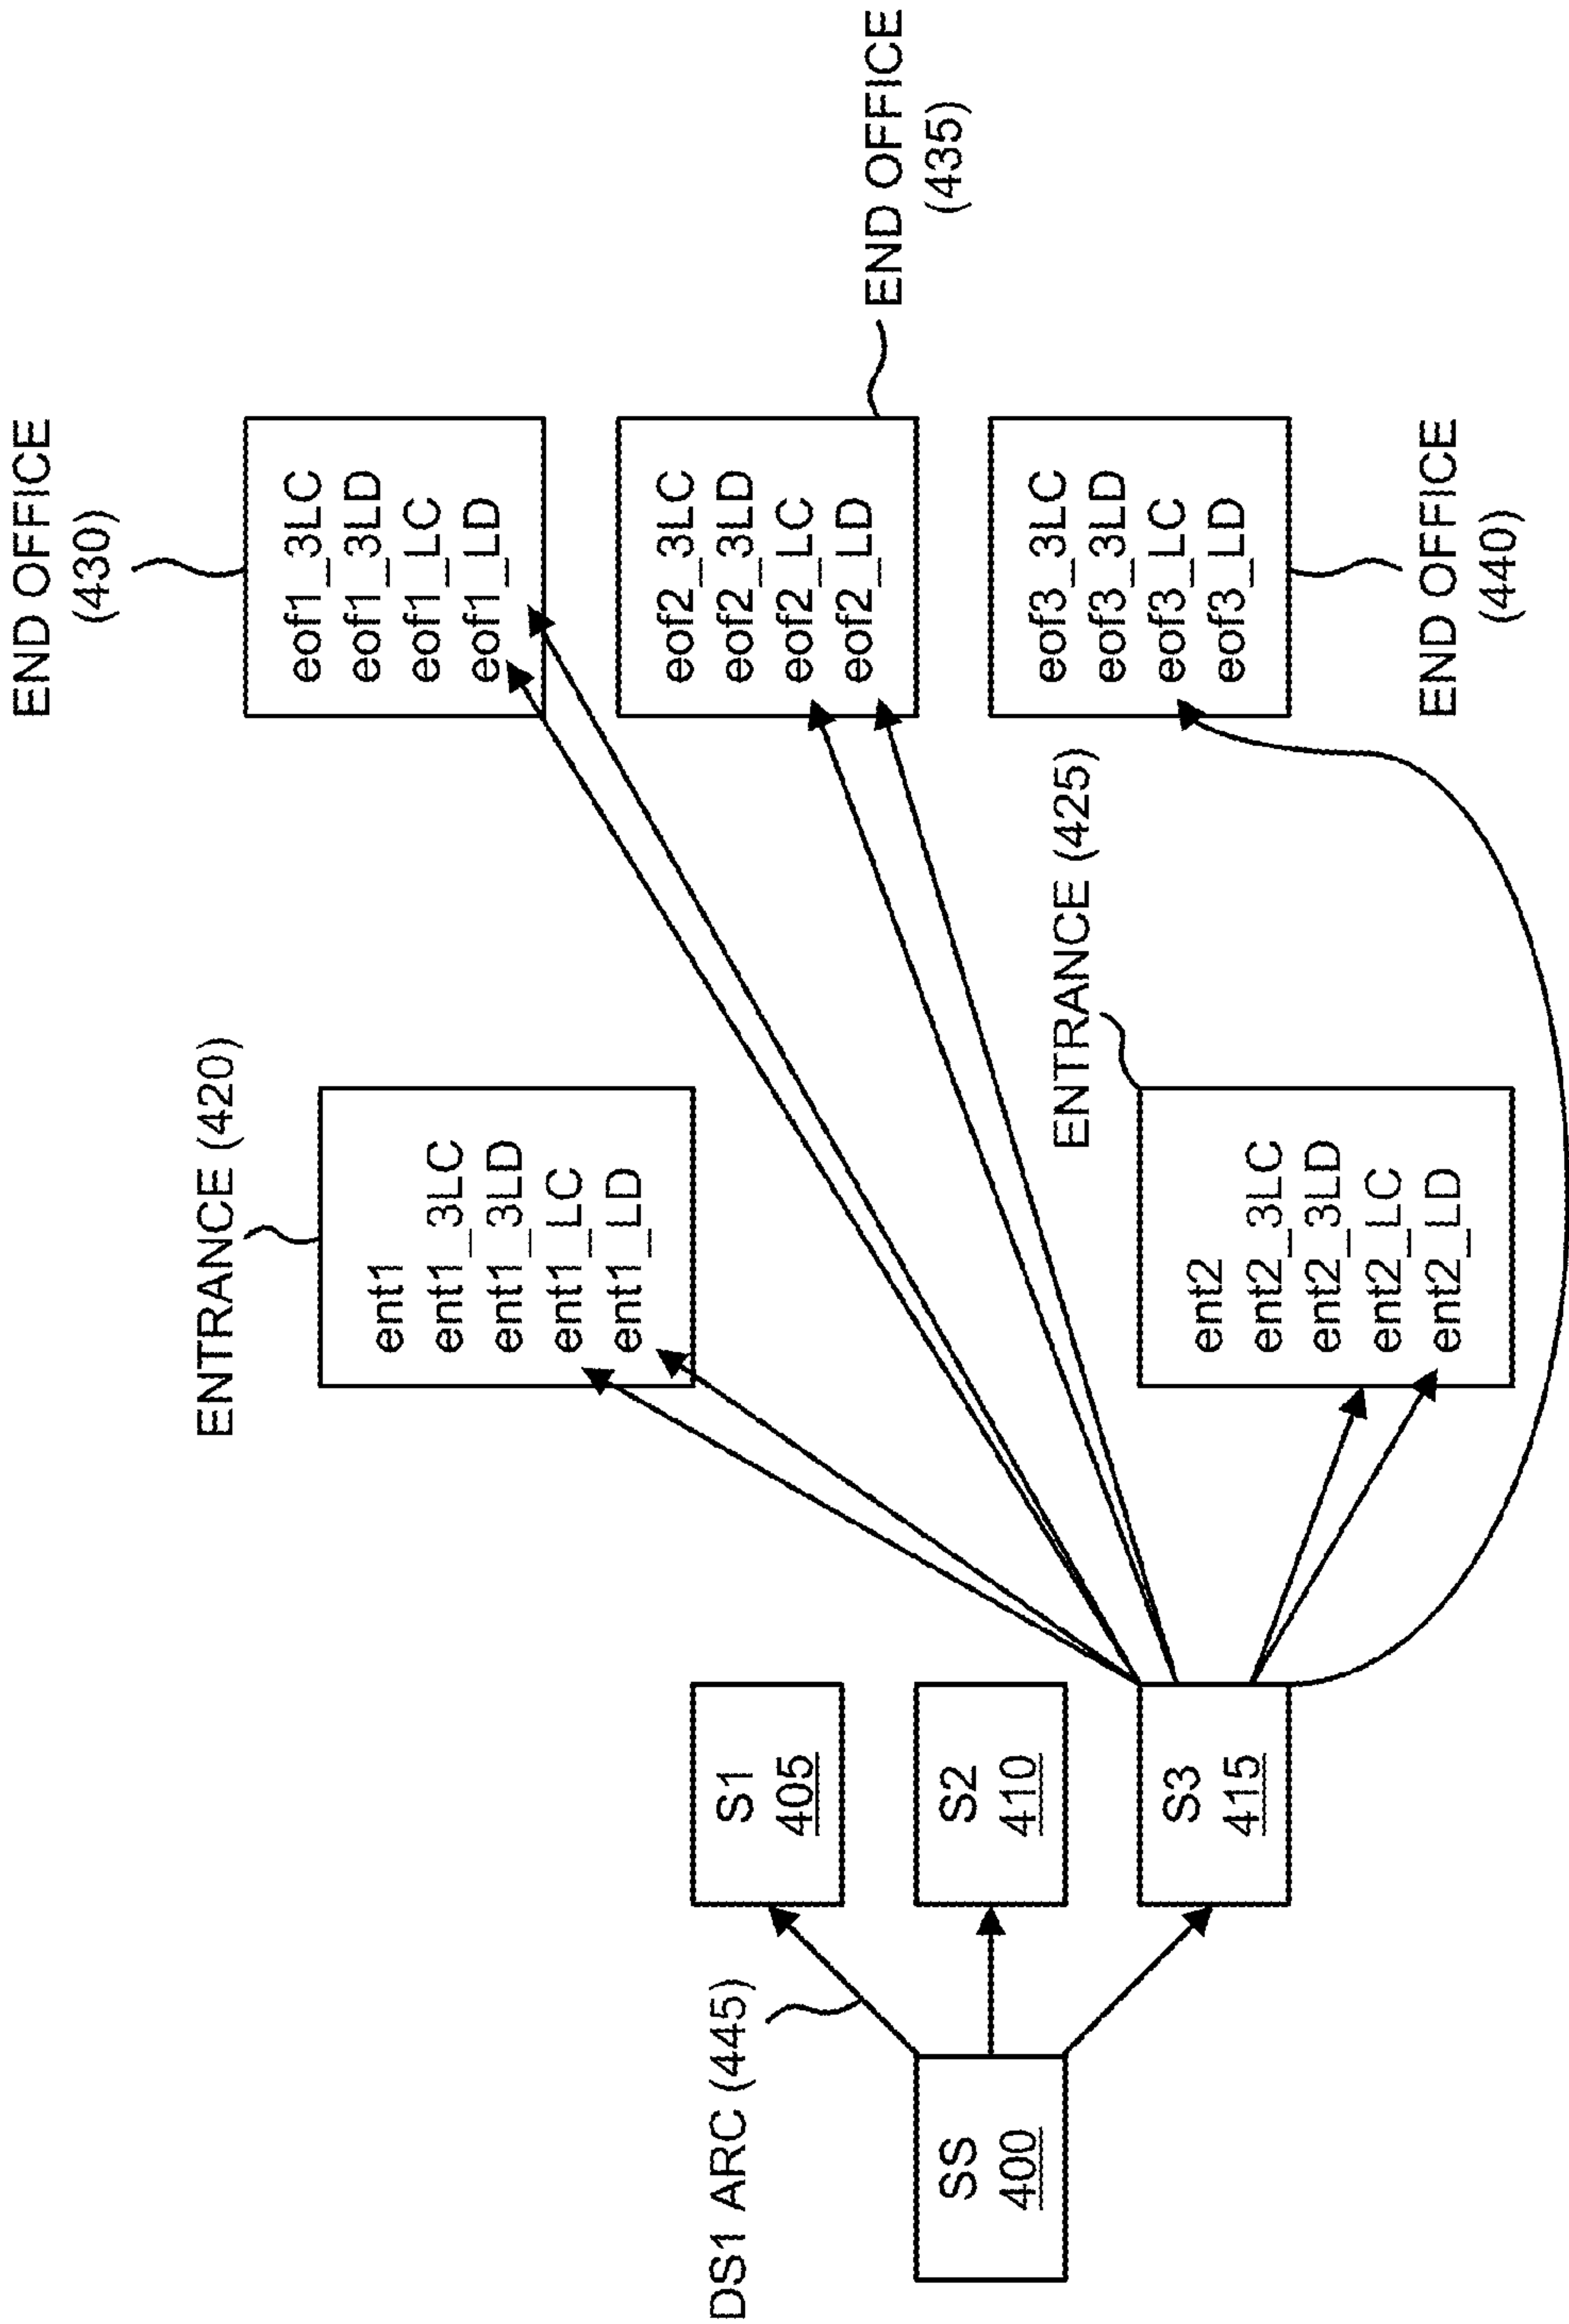 END OFFICE
(430)
eof1_3LC
eof1_3LD
eof1_LC
eof1_LD
ENTRANCE (420)
ent1
ent1_3LC
ent1_3LD
ent1_LC
ent1_LD
END OFFICE
(435)
eof2_3LC
eof2_3LD
eof2_LC
eof2_LD
DS1 ARC (445)
S1
405
SS
400
S2
410
S3
415
ENTRANCE (425)
ent2
ent2_3LC
ent2_3LD
ent2_LC
ent2_LD
eof3_3LC
eof3_3LD
eof3_LC
eof3_LD
END OFFICE
(440)